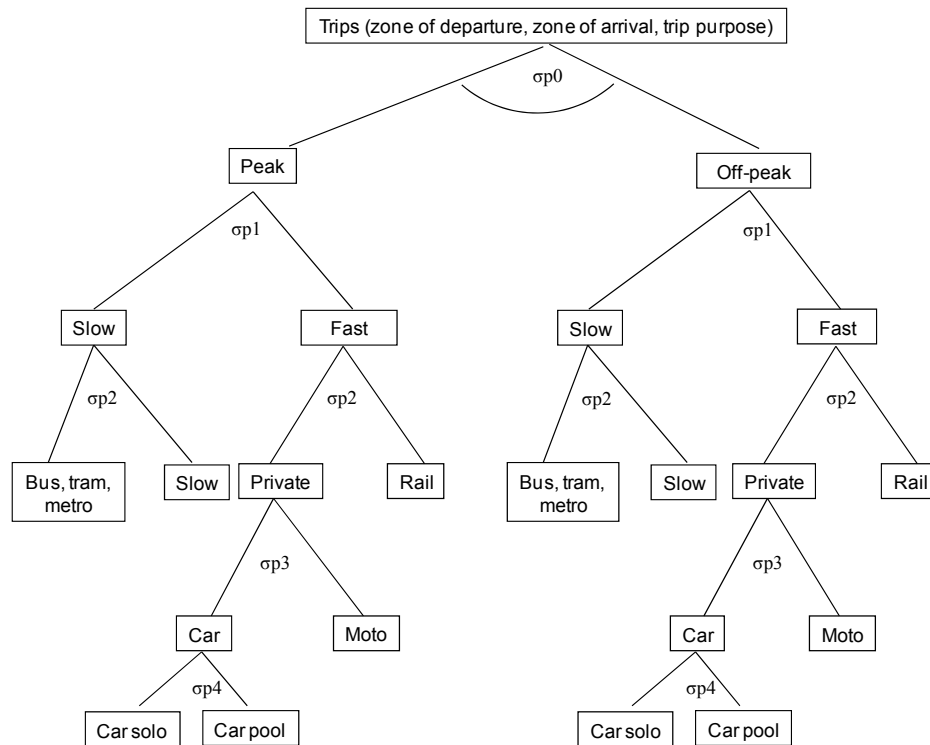 Trips (zone of departure, zone of arrival, trip purpose)
σp0
Peak
Off-peak
σp1
σp1
Slow
Fast
Slow
Fast
σp2
σp2
σp2
σp2
Bus, tram,
metro
Slow
Private
Rail
Bus, tram,
metro
Slow
Private
Rail
σp3
σp3
Car
Moto
Car
Moto
σp4
σp4
Car solo
Car pool
Car solo
Car pool